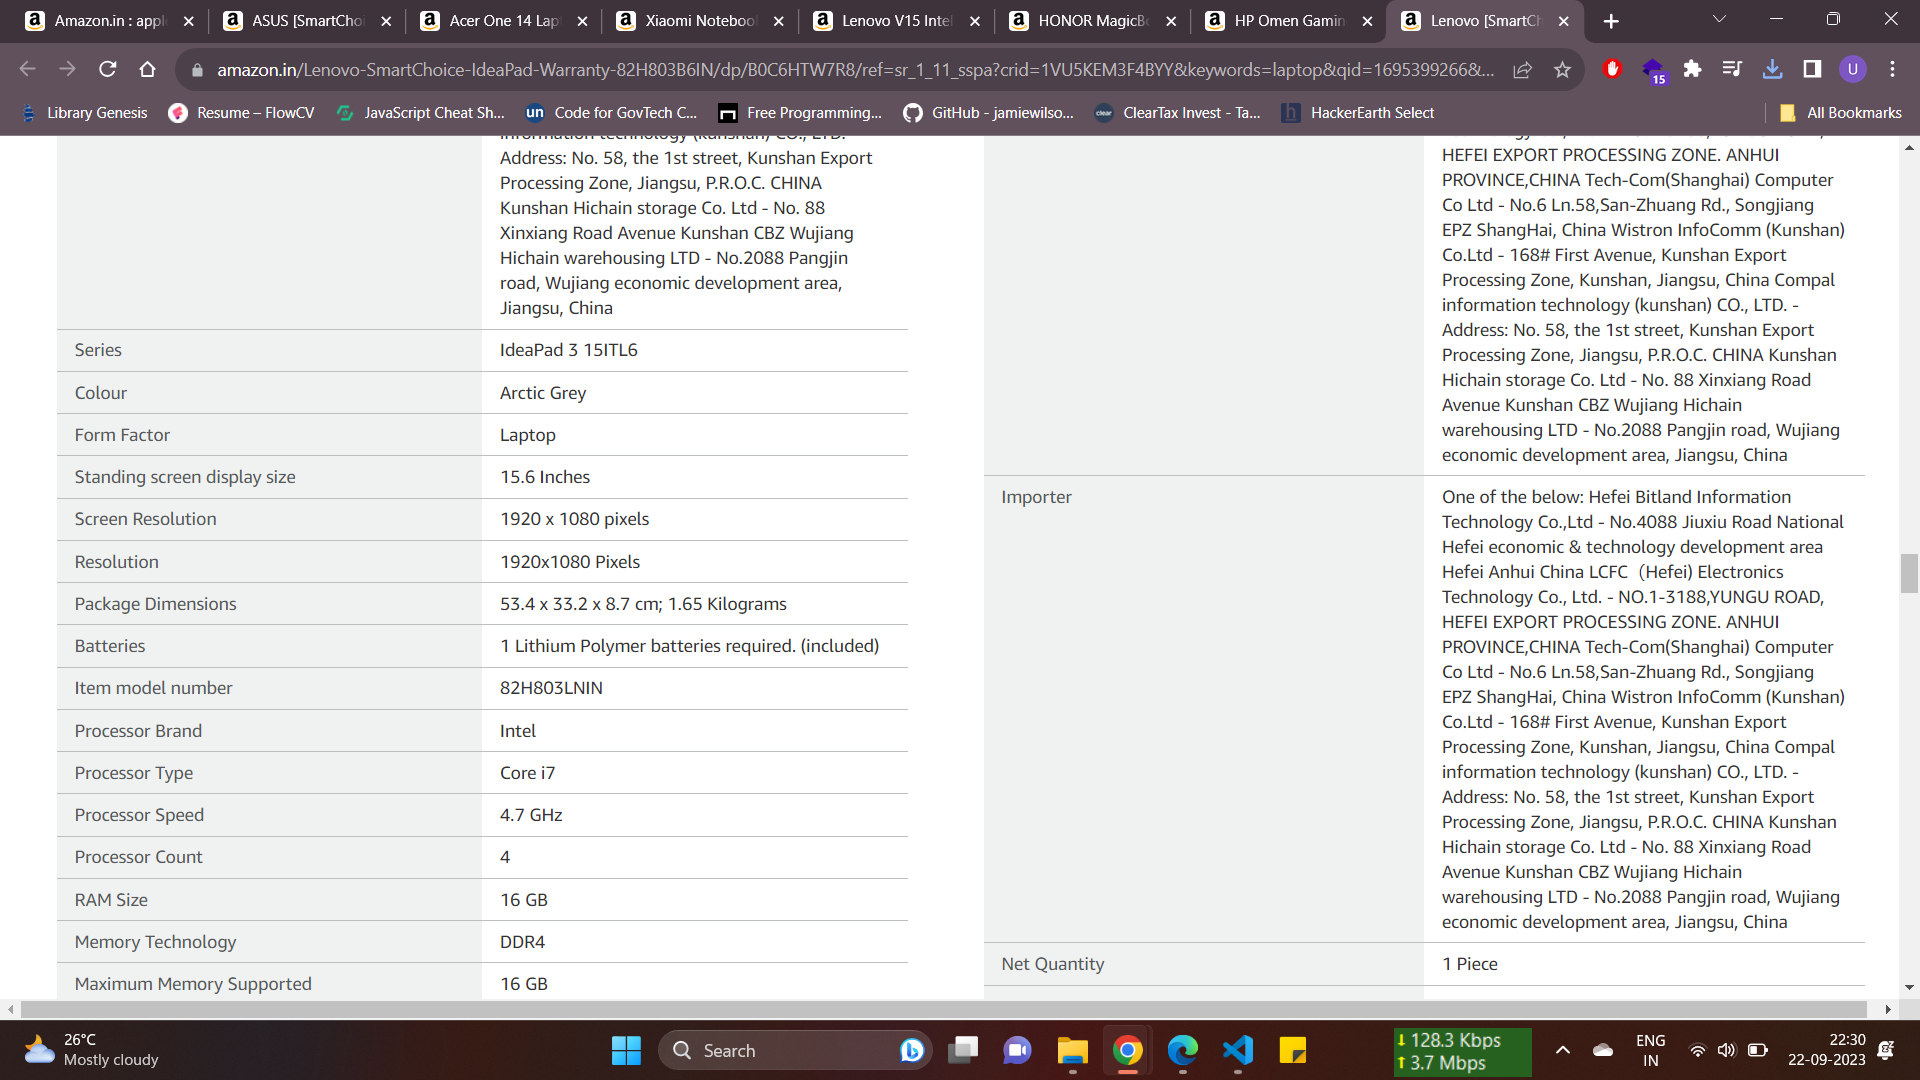 Amazon.in : appl
ASUS [SmartChoi
Acer One 14 Lap
Xiaomi Notebook
Lenovo V15 Intel
HONOR MagicBo
HP Omen Gamin
Lenovo [SmartCh
amazon.in/Lenovo-SmartChoice-IdeaPad-Warranty-82H803B6IN/dp/B0C6HTW7R8/ref=sr_1_11_sspa?crid=1VU5KEM3F4BYY&keywords=laptop&qid=1695399266&...
15
U
Library Genesis
Resume – FlowCV
JavaScript Cheat Sh...
un Code for GovTech C...
Free Programming...
GitHub - jamiewilso...
clear ClearTax Invest - Ta...
h HackerEarth Select
All Bookmarks
information technology (kunshan) CO., LTD. -
Address: No. 58, the 1st street, Kunshan Export
Processing Zone, Jiangsu, P.R.O.C. CHINA
Kunshan Hichain storage Co. Ltd - No. 88
Xinxiang Road Avenue Kunshan CBZ Wujiang
Hichain warehousing LTD - No.2088 Pangjin
road, Wujiang economic development area,
Jiangsu, China
Series IdeaPad 3 15ITL6
Colour Arctic Grey
Form Factor Laptop
Standing screen display size 15.6 Inches
Screen Resolution 1920 x 1080 pixels
Resolution 1920x1080 Pixels
Package Dimensions 53.4 x 33.2 x 8.7 cm; 1.65 Kilograms
Batteries 1 Lithium Polymer batteries required. (included)
Item model number 82H803LNIN
Processor Brand Intel
Processor Type Core i7
Processor Speed 4.7 GHz
Processor Count 4
RAM Size 16 GB
Memory Technology DDR4
Maximum Memory Supported 16 GB
HEFEI EXPORT PROCESSING ZONE. ANHUI
PROVINCE,CHINA Tech-Com(Shanghai) Computer
Co Ltd - No.6 Ln.58,San-Zhuang Rd., Songjiang
EPZ ShangHai, China Wistron InfoComm (Kunshan)
Co.Ltd - 168# First Avenue, Kunshan Export
Processing Zone, Kunshan, Jiangsu, China Compal
information technology (kunshan) CO., LTD. -
Address: No. 58, the 1st street, Kunshan Export
Processing Zone, Jiangsu, P.R.O.C. CHINA Kunshan
Hichain storage Co. Ltd - No. 88 Xinxiang Road
Avenue Kunshan CBZ Wujiang Hichain
warehousing LTD - No.2088 Pangjin road, Wujiang
economic development area, Jiangsu, China
Importer One of the below: Hefei Bitland Information
Technology Co.,Ltd - No.4088 Jiuxiu Road National
Hefei economic & technology development area
Hefei Anhui China LCFC（Hefei) Electronics
Technology Co., Ltd. - NO.1-3188,YUNGU ROAD,
HEFEI EXPORT PROCESSING ZONE. ANHUI
PROVINCE,CHINA Tech-Com(Shanghai) Computer
Co Ltd - No.6 Ln.58,San-Zhuang Rd., Songjiang
EPZ ShangHai, China Wistron InfoComm (Kunshan)
Co.Ltd - 168# First Avenue, Kunshan Export
Processing Zone, Kunshan, Jiangsu, China Compal
information technology (kunshan) CO., LTD. -
Address: No. 58, the 1st street, Kunshan Export
Processing Zone, Jiangsu, P.R.O.C. CHINA Kunshan
Hichain storage Co. Ltd - No. 88 Xinxiang Road
Avenue Kunshan CBZ Wujiang Hichain
warehousing LTD - No.2088 Pangjin road, Wujiang
economic development area, Jiangsu, China
Net Quantity 1 Piece
26°C
Mostly cloudy
Search
128.3 Kbps
3.7 Mbps
ENG
IN
22:30
22-09-2023